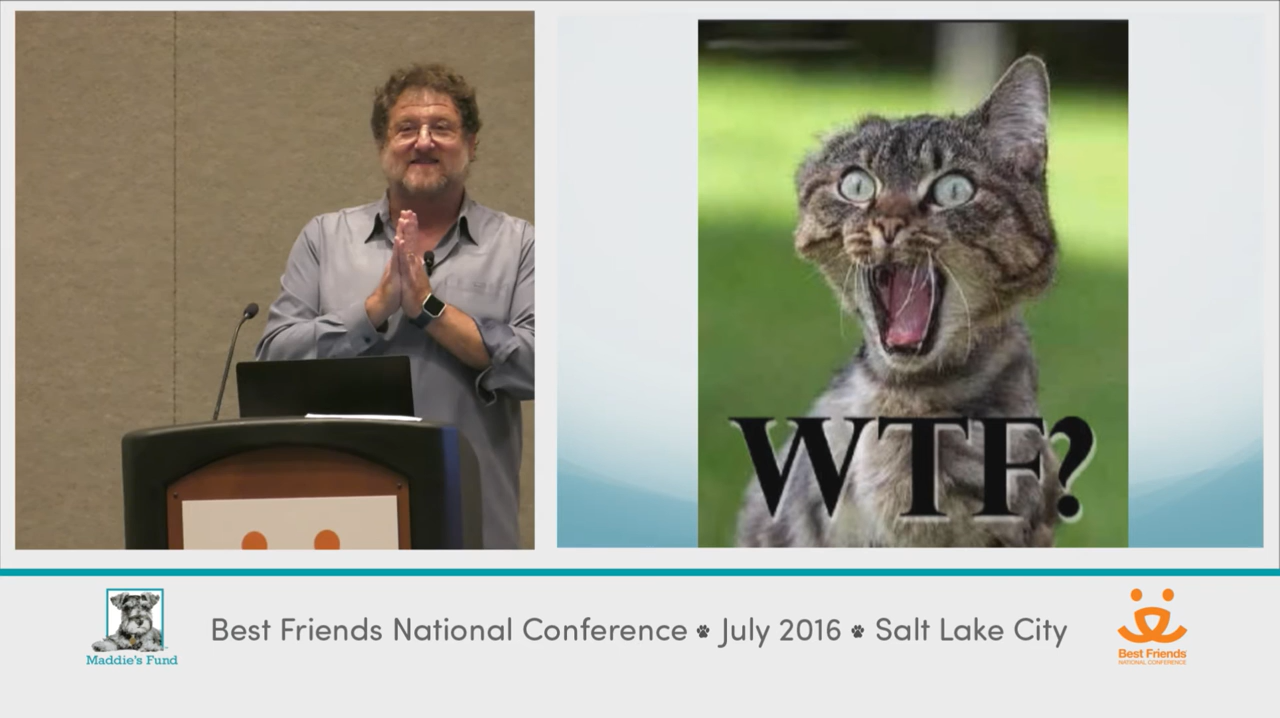 WTF?
Maddie's Fund
Best Friends National Conference 🐾 July 2016 🐾 Salt Lake City
Best Friends
NATIONAL CONFERENCE